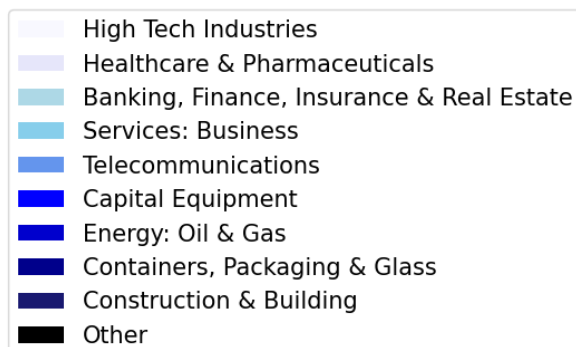 High Tech Industries
Healthcare & Pharmaceuticals
Banking, Finance, Insurance & Real Estate
Services: Business
Telecommunications
Capital Equipment
Energy: Oil & Gas
Containers, Packaging & Glass
Construction & Building
Other